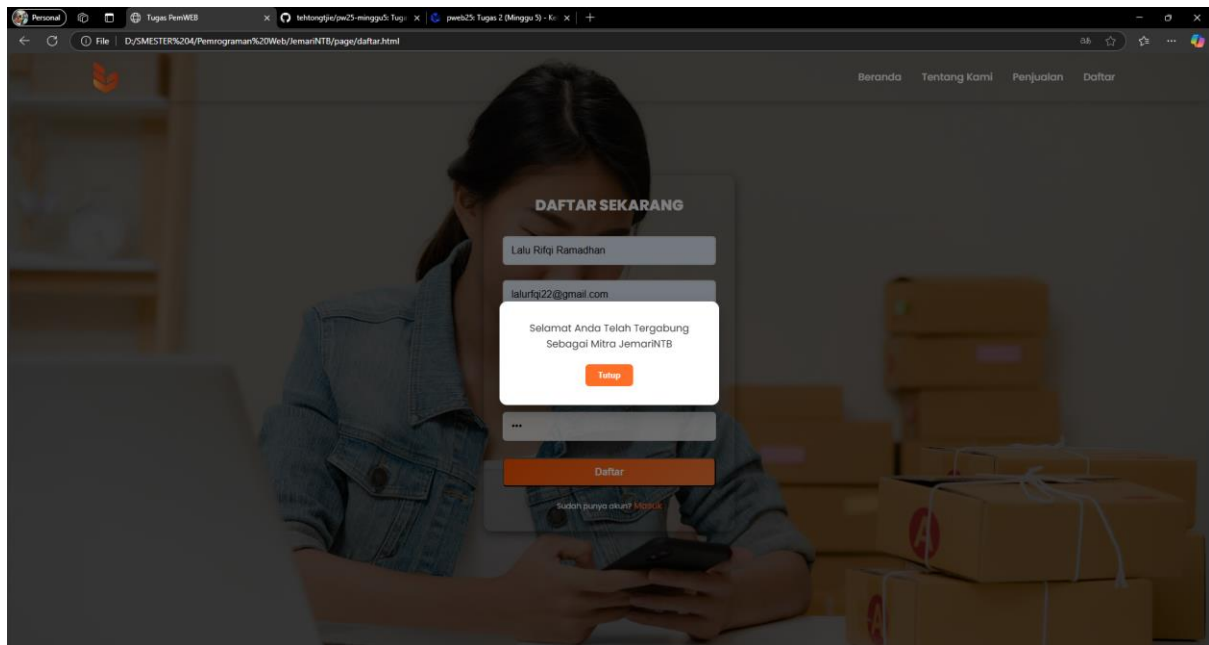 Personal
Tugas PemWEB
tehtongtjie/pw25-minggu5: Tug
pweb25: Tugas 2 (Minggu 5) - Ke
File
D:/SMESTER%204/Pemrograman%20Web/JemariNTB/page/daftar.html
Beranda Tentang Kami Penjualan Daftar
DAFTAR SEKARANG
Lalu Rifqi Ramadhan
lalurfqi22@gmail.com
Selamat Anda Telah Tergabung
Sebagai Mitra JemariNTB
Tutup
•••
Daftar
Sudah punya akun? Masuk